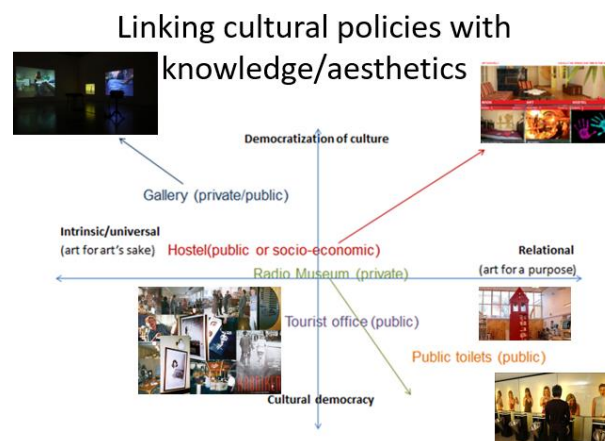 Linking cultural policies with
knowledge/aesthetics
Democratization of culture
Gallery (private/public)
Intrinsic/universal
(art for art's sake)
Hostel(public or socio-economic)
Relational
(art for a purpose)
Radio Museum (private)
Tourist office (public)
Public toilets (public)
Cultural democracy